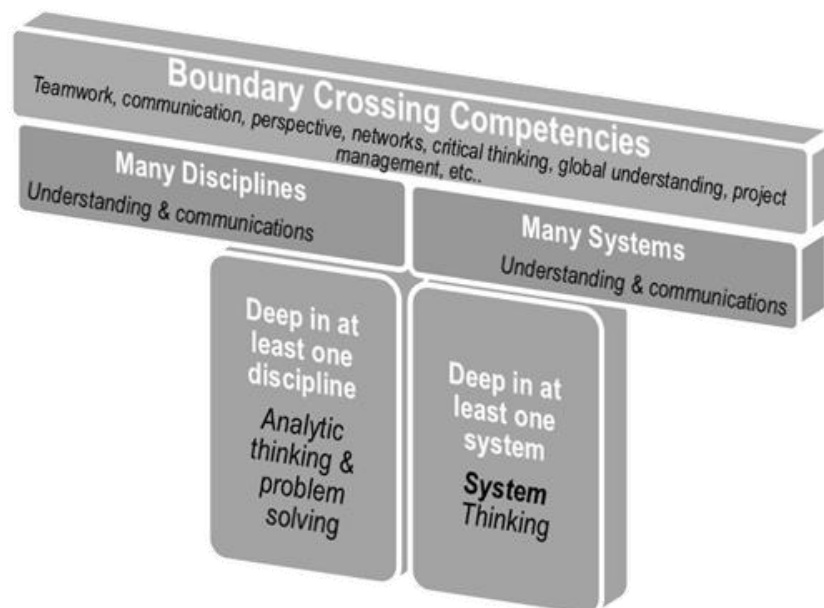 Boundary Crossing Competencies
Teamwork, communication, perspective, networks, critical thinking, global understanding, project
management, etc..
Many Disciplines
Understanding & communications
Many Systems
Understanding & communications
Deep in at
least one
discipline
Analytic
thinking &
problem
solving
Deep in at
least one
system
System
Thinking